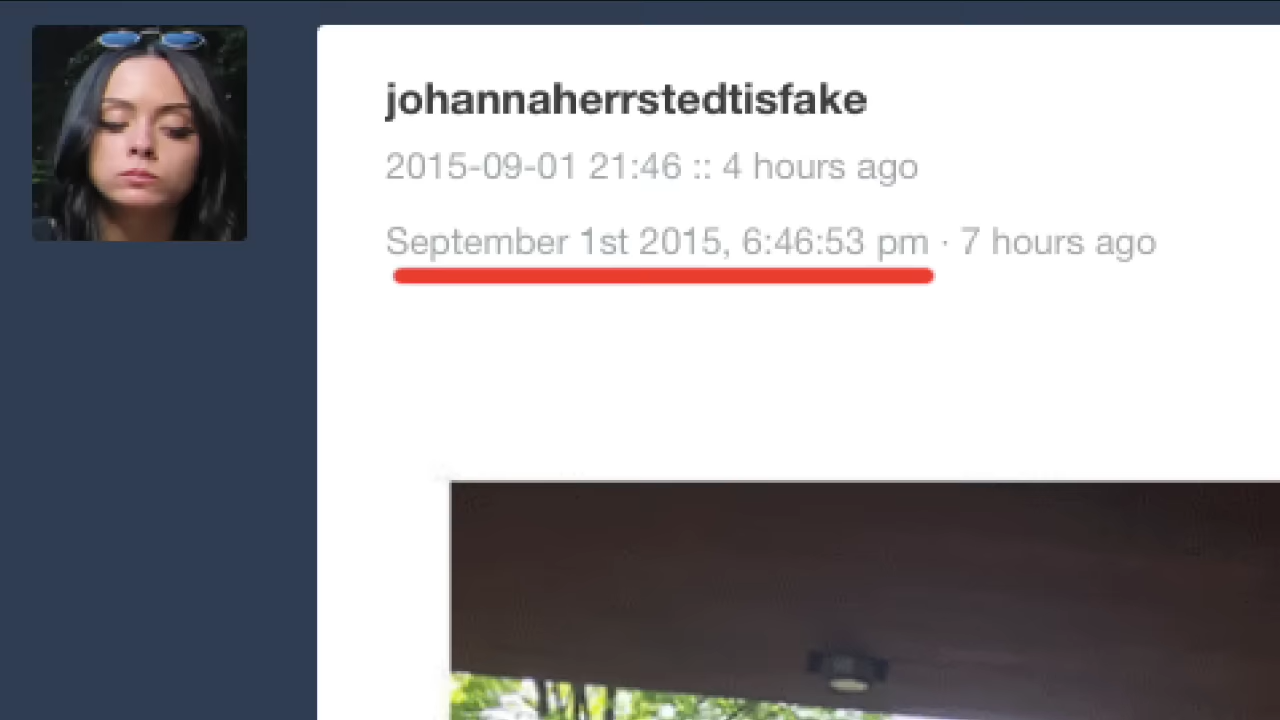 johannaherrstedtisfake
2015-09-01 21:46 :: 4 hours ago
September 1st 2015, 6:46:53 pm · 7 hours ago